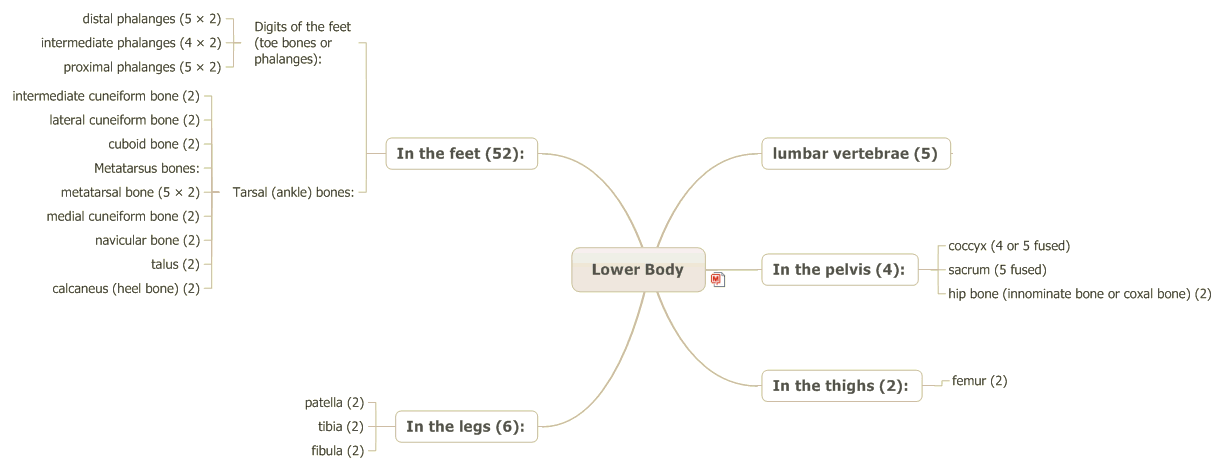 distal phalanges (5 × 2)
intermediate phalanges (4 × 2)
proximal phalanges (5 × 2)
Digits of the feet
(toe bones or
phalanges):
intermediate cuneiform bone (2)
lateral cuneiform bone (2)
cuboid bone (2)
Metatarsus bones:
metatarsal bone (5 × 2)
medial cuneiform bone (2)
navicular bone (2)
talus (2)
calcaneus (heel bone) (2)
Tarsal (ankle) bones:
In the feet (52):
patella (2)
tibia (2)
fibula (2)
In the legs (6):
Lower Body
M
lumbar vertebrae (5)
In the pelvis (4):
coccyx (4 or 5 fused)
sacrum (5 fused)
hip bone (innominate bone or coxal bone) (2)
In the thighs (2):
femur (2)